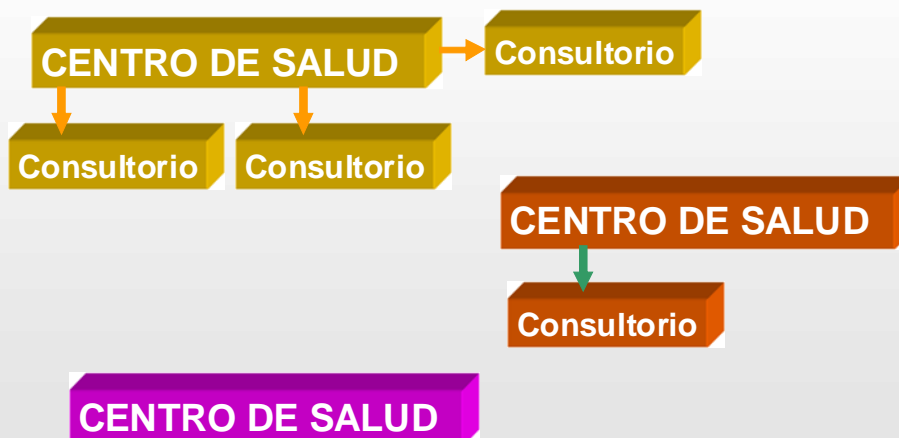 CENTRO DE SALUD
Consultorio
Consultorio
Consultorio
CENTRO DE SALUD
Consultorio
CENTRO DE SALUD